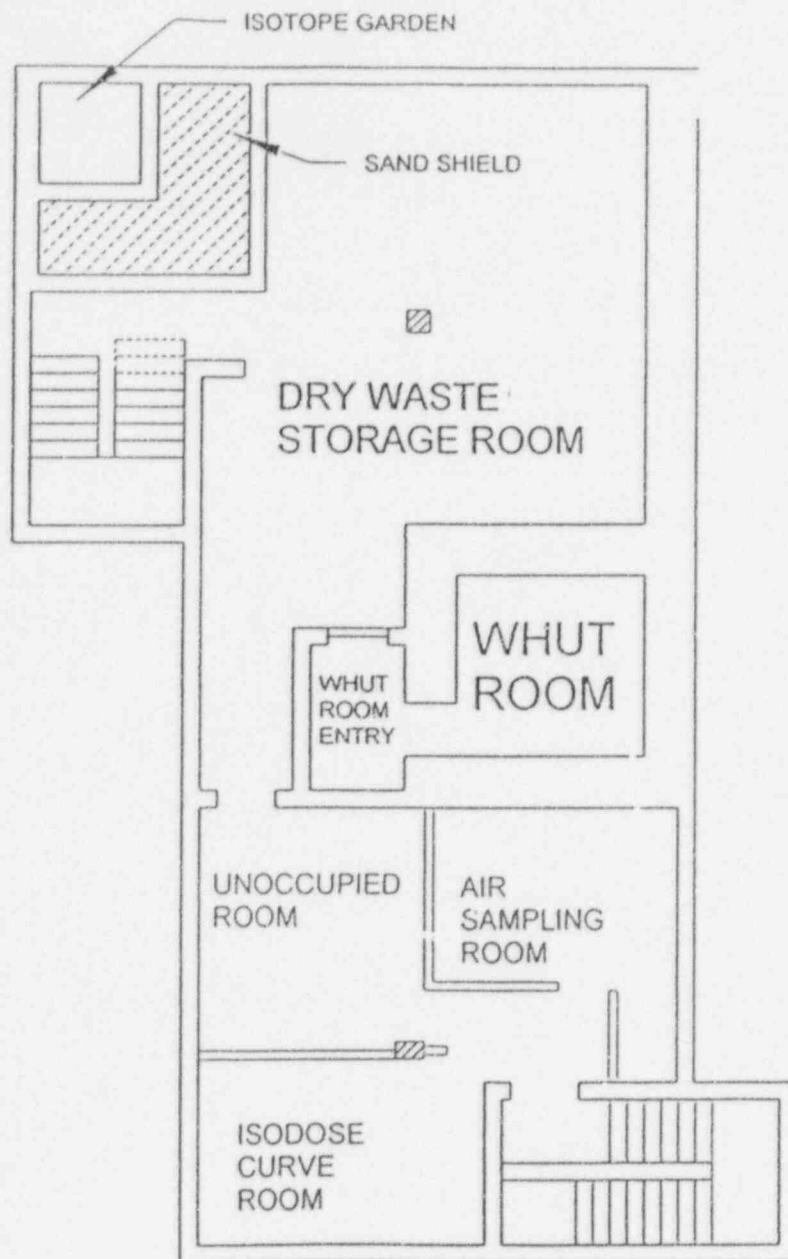 ISOTOPE GARDEN
SAND SHIELD
DRY WASTE
STORAGE ROOM
WHUT
ROOM
WHUT
ROOM
ENTRY
UNOCCUPIED
ROOM
AIR
SAMPLING
ROOM
ISODOSE
CURVE
ROOM